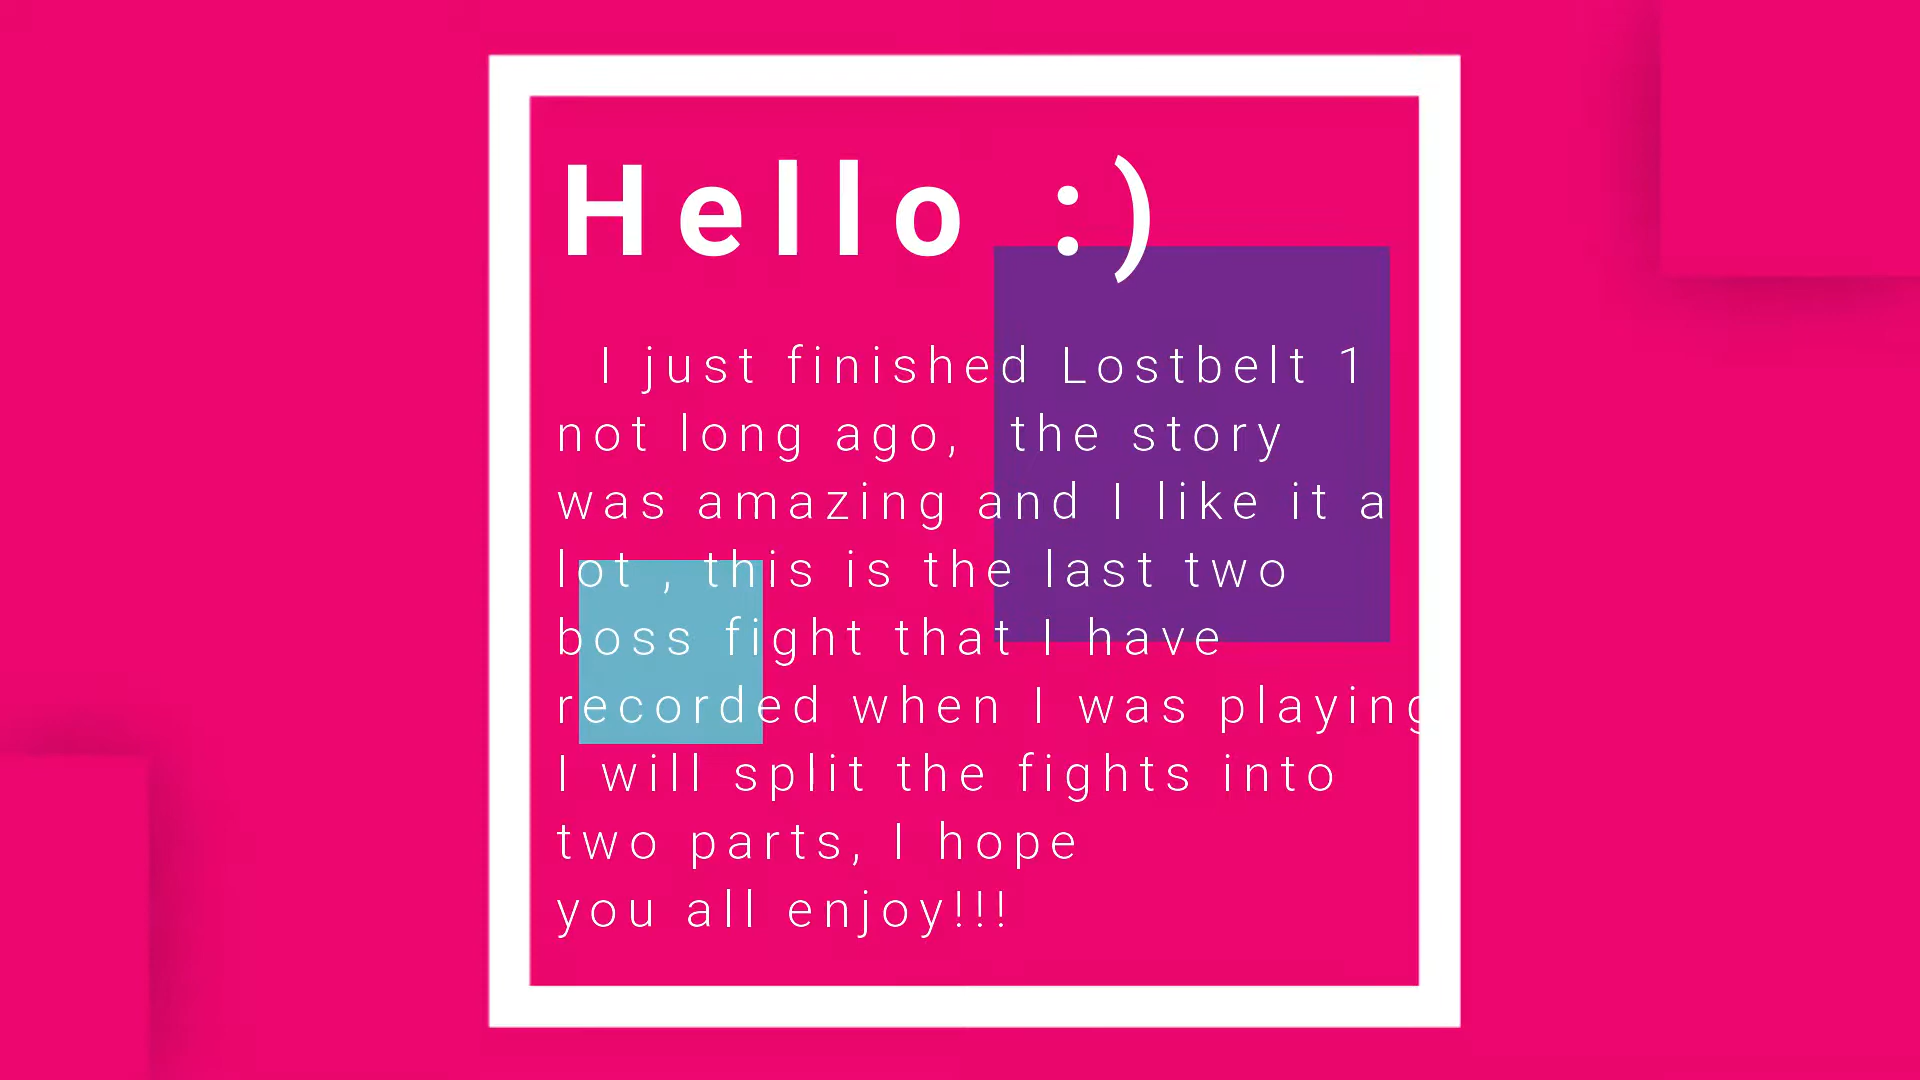 Hello :)
I just finished Lostbelt 1
not long ago,  the story
was amazing and I like it a
lot , this is the last two
boss fight that I have
recorded when I was playing
I will split the fights into
two parts, I hope
you all enjoy!!!